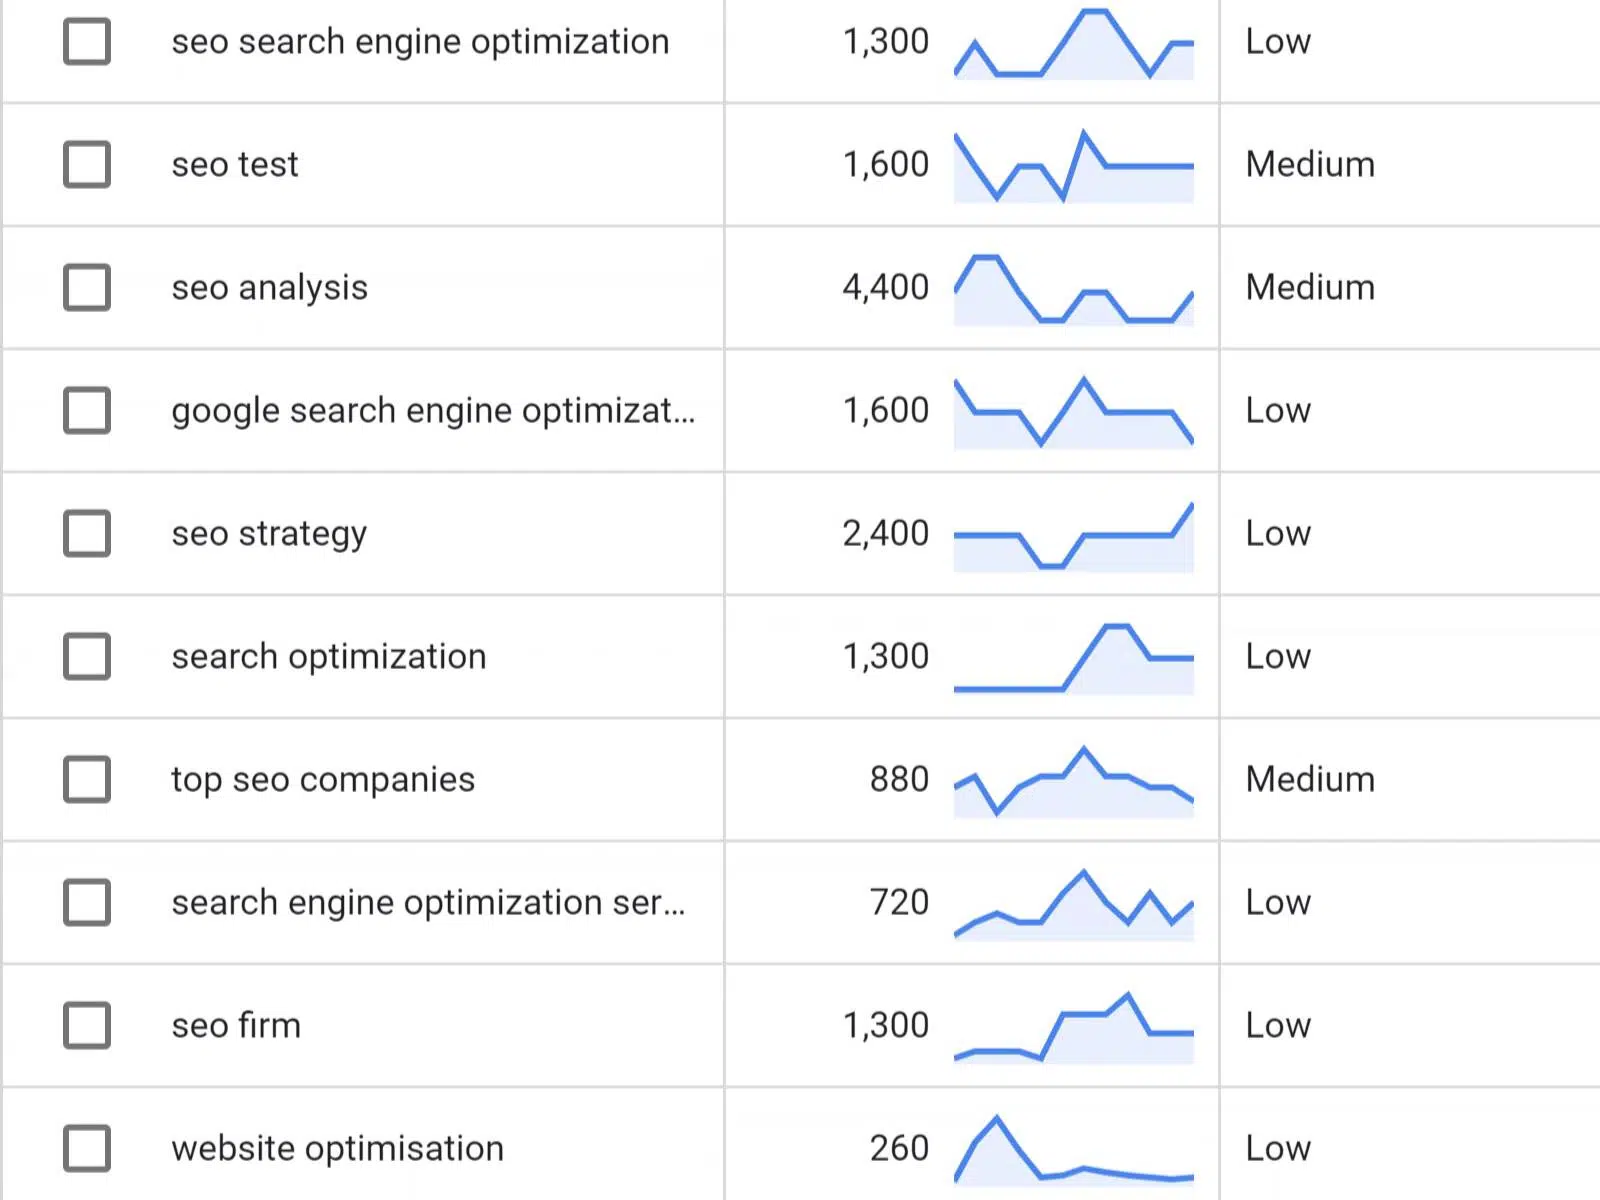 seo search engine optimization 1,300 Low
seo test 1,600 Medium
seo analysis 4,400 Medium
google search engine optimizat... 1,600 Low
seo strategy 2,400 Low
search optimization 1,300 Low
top seo companies 880 Medium
search engine optimization ser... 720 Low
seo firm 1,300 Low
website optimisation 260 Low